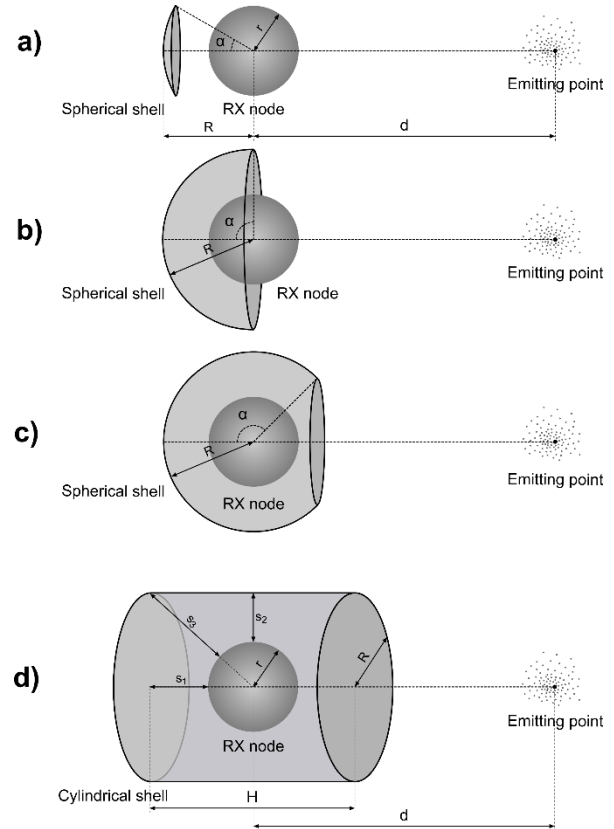 a)
r
α
Spherical shell
RX node
Emitting point
R
d
b)
α
R
Spherical shell
RX node
Emitting point
c)
α
R
Spherical shell
RX node
Emitting point
d)
s3
s2
r
R
s1
RX node
Emitting point
Cylindrical shell
H
d